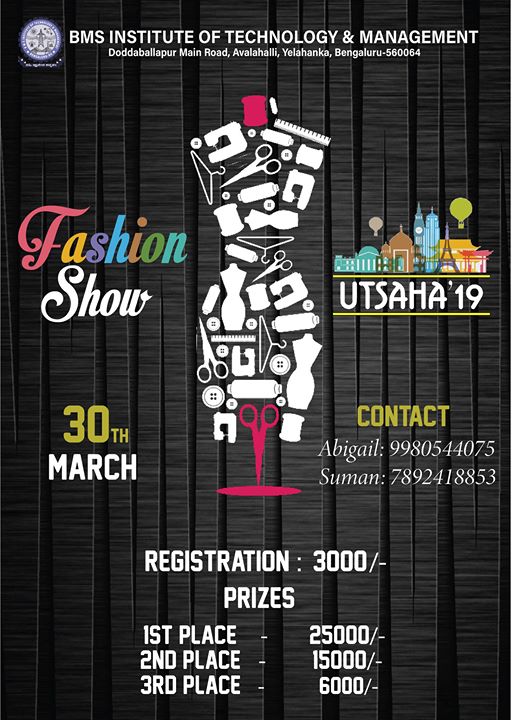 BMS INSTITUTE OF TECHNOLOGY & MANAGEMENT
Doddaballapur Main Road, Avalahalli, Yelahanka, Bengaluru-560064
Fashion
Show
UTSAHA'19
30TH
MARCH
CONTACT
Abigail: 9980544075
Suman: 7892418853
REGISTRATION : 3000/-
PRIZES
1ST PLACE - 25000/-
2ND PLACE - 15000/-
3RD PLACE - 6000/-